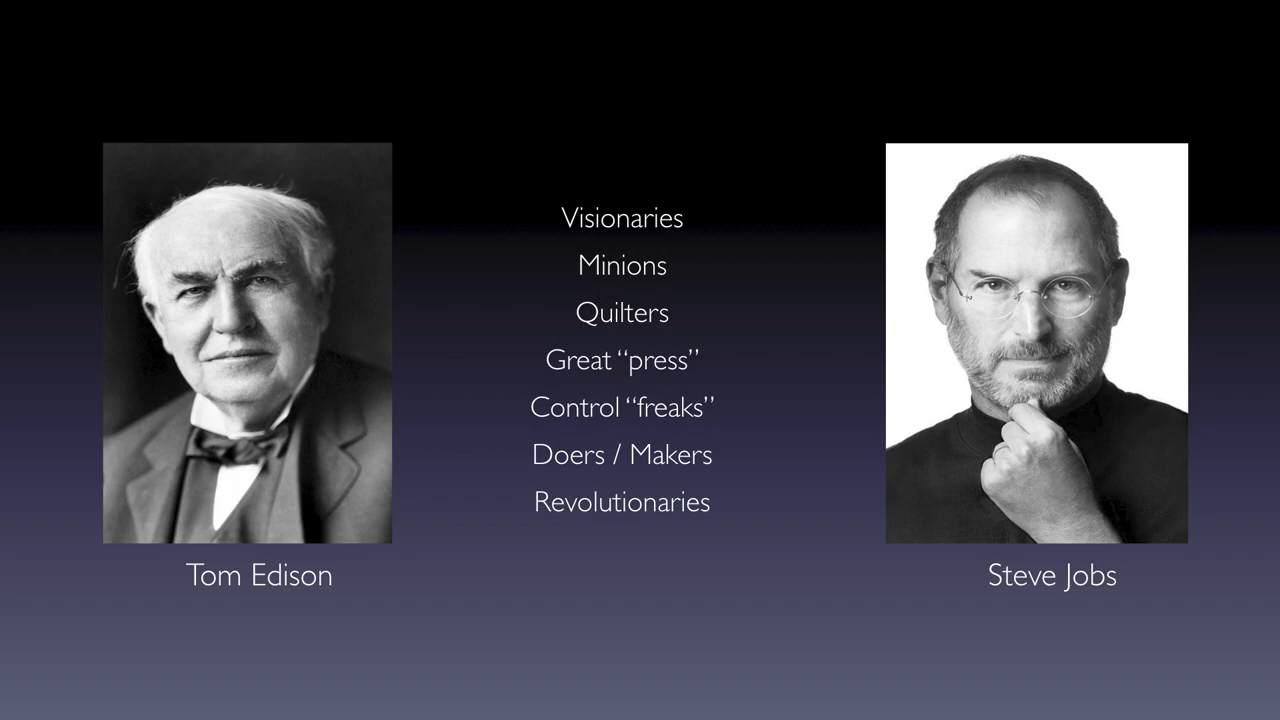 Visionaries
Minions
Quilters
Great “press”
Control “freaks”
Doers / Makers
Revolutionaries
Tom Edison
Steve Jobs